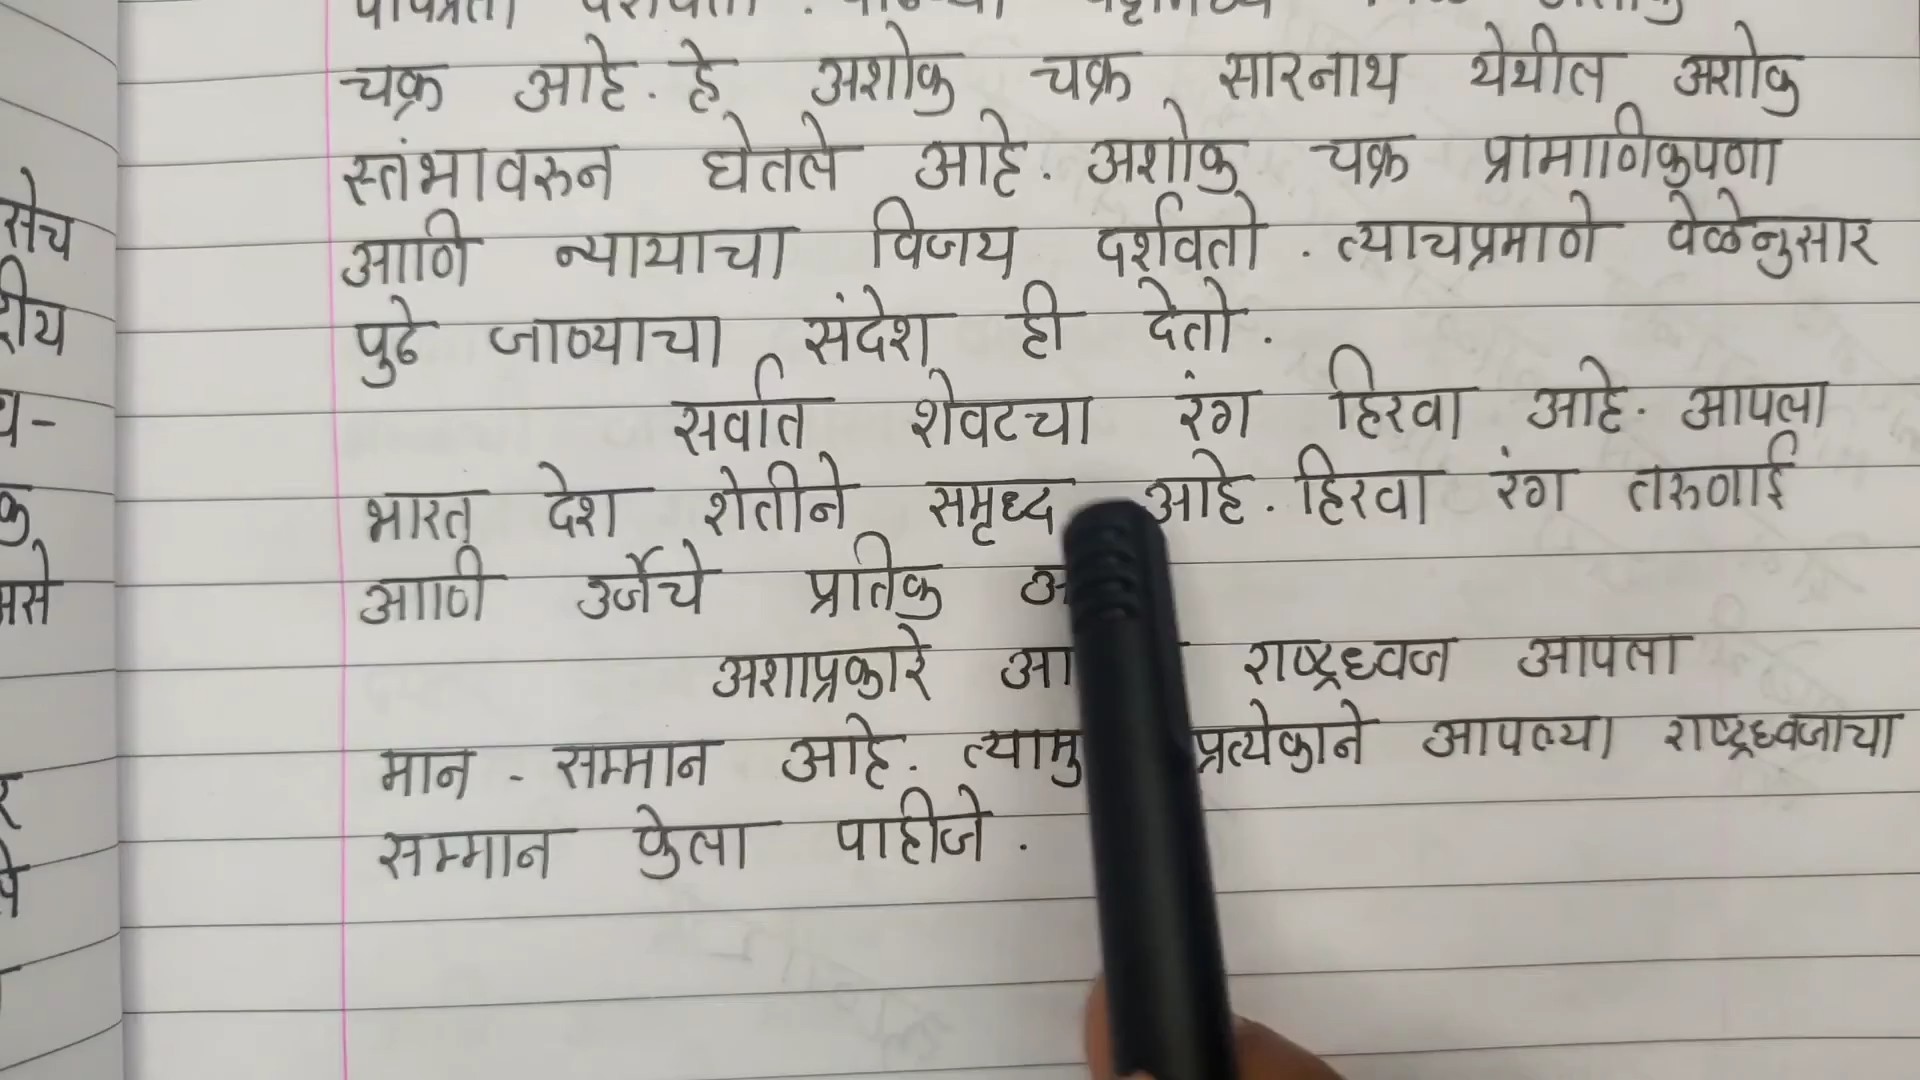 चक्र आहे. हे अशोक चक्र सारनाथ येथील अशोक
स्तंभावरुन घेतले आहे. अशोक चक्र प्रामाणिकपणा
आणि न्यायाचा विजय दर्शवितो. त्याचप्रमाणे वेळेनुसार
पुढे जाण्याचा संदेश ही देतो.
सर्वात शेवटचा रंग हिरवा आहे. आपला
भारत देश शेतीने समृध्द आहे. हिरवा रंग तरुणाई
आणि उर्जेचे प्रतिक
अशाप्रकारे राष्ट्रध्वज आपला
मान - सम्मान आहे. प्रत्येकाने आपल्या राष्ट्रध्वजाचा
सम्मान केला पाहीजे.